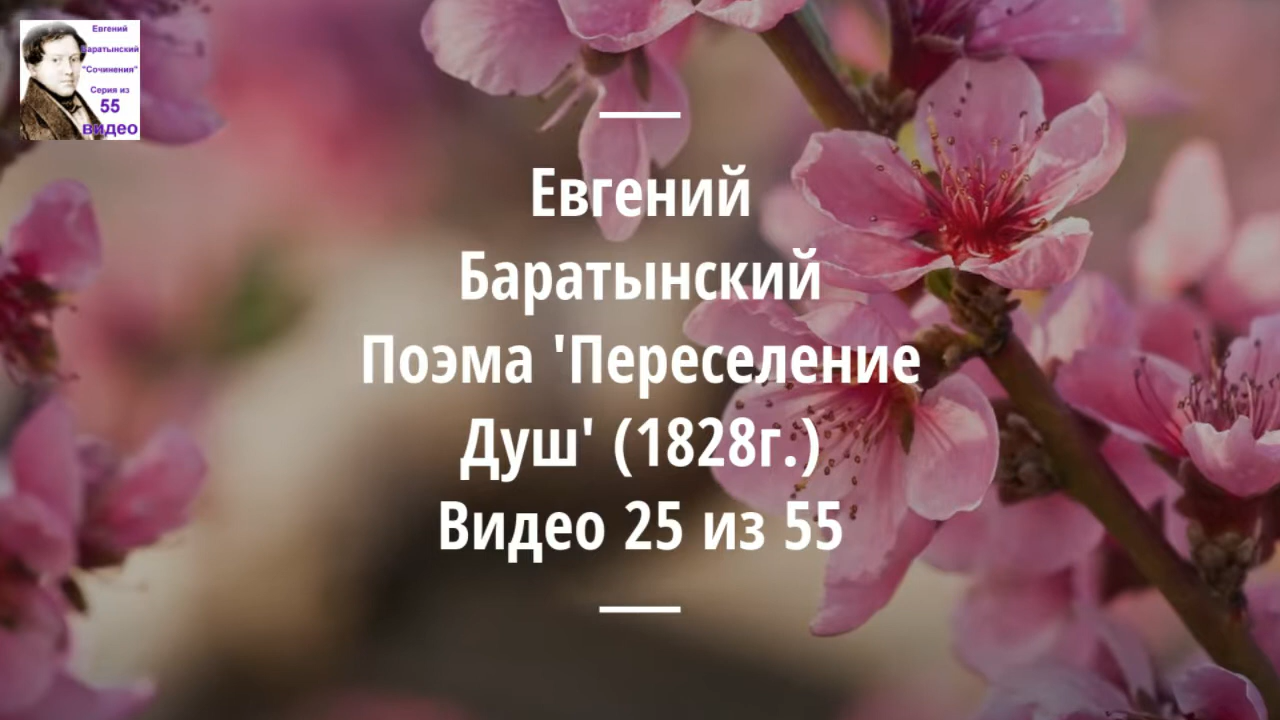 Евгений
Баратынский
"Сочинения"
Серия из
55
видео
Евгений
Баратынский
Поэма 'Переселение
Душ' (1828г.)
Видео 25 из 55